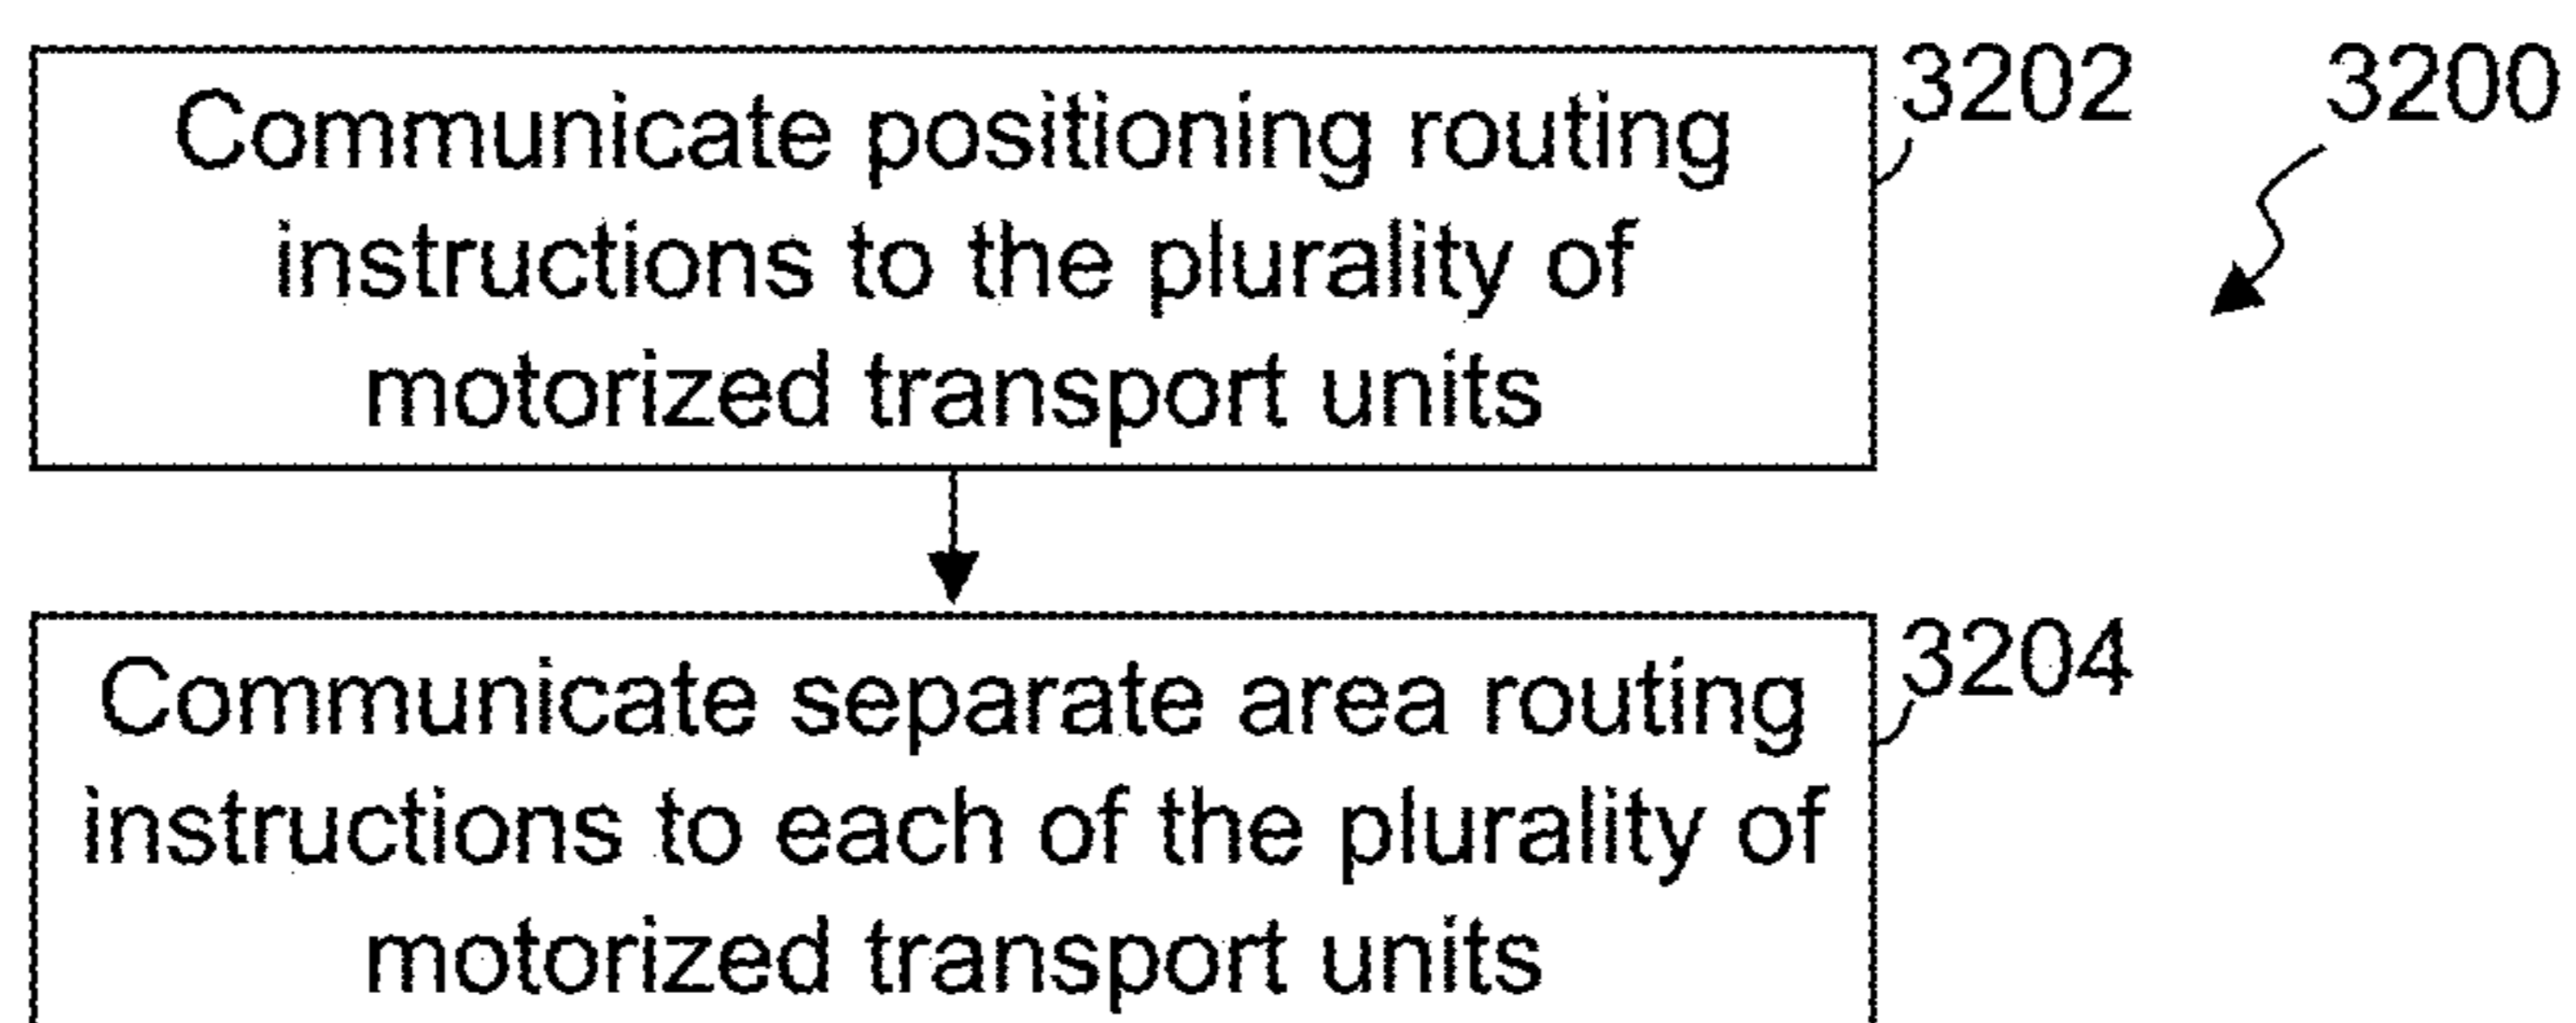 Communicate positioning routing
instructions to the plurality of
motorized transport units
3202
3200
Communicate separate area routing
instructions to each of the plurality of
motorized transport units
3204